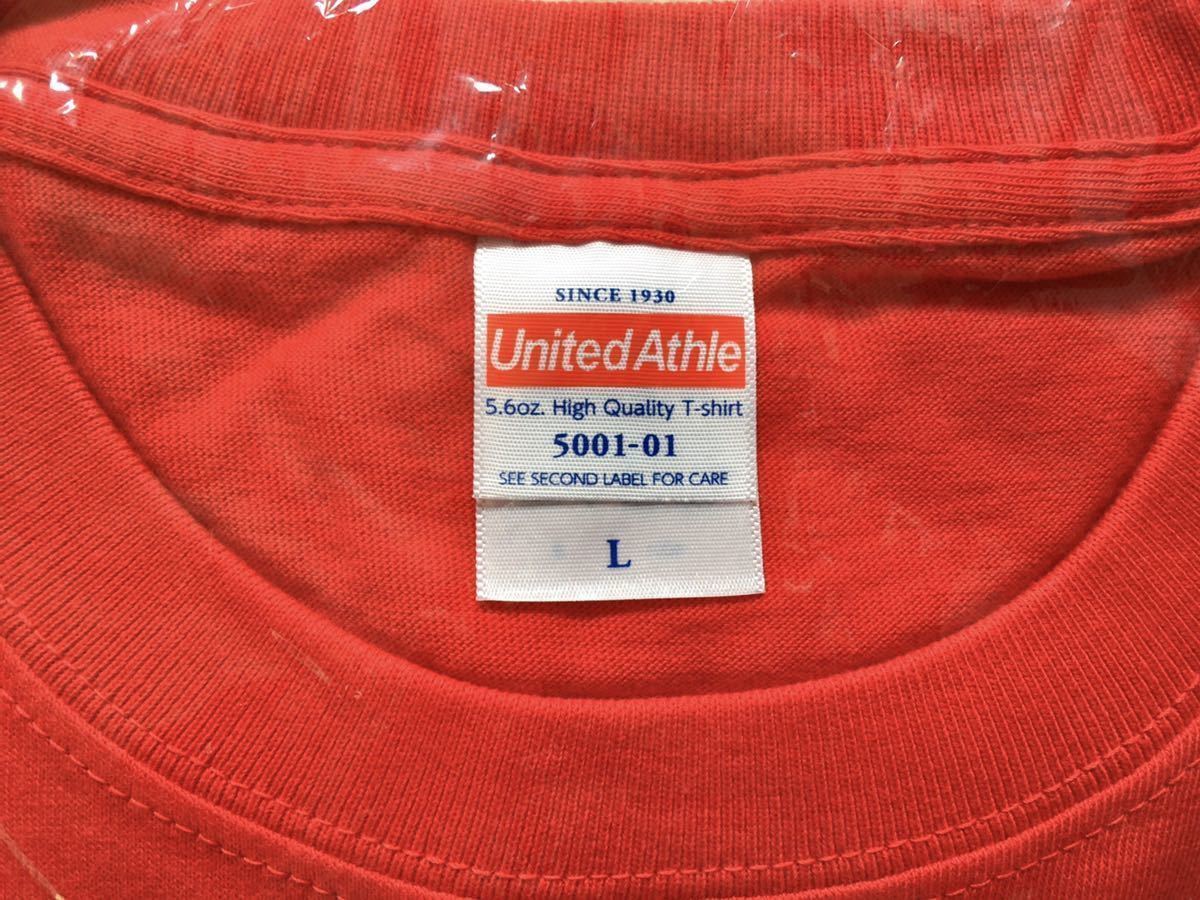 SINCE 1930
United Athle
5.6oz. High Quality T-shirt
5001-01
SEE SECOND LABEL FOR CARE
L